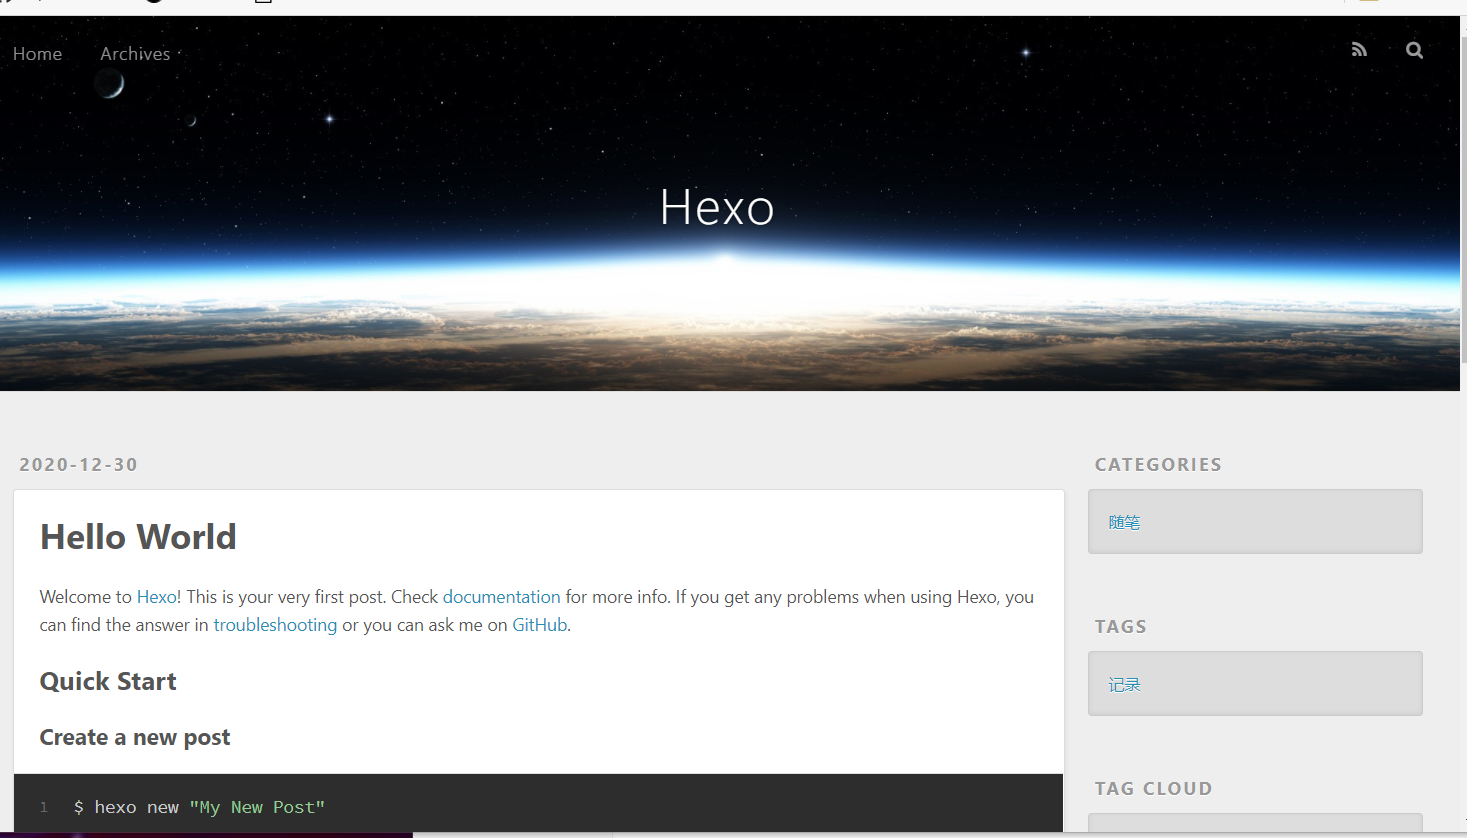 Home Archives
Hexo
2020-12-30
Hello World
Welcome to Hexo! This is your very first post. Check documentation for more info. If you get any problems when using Hexo, you
can find the answer in troubleshooting or you can ask me on GitHub.
Quick Start
Create a new post
1 $ hexo new "My New Post"
CATEGORIES
随笔
TAGS
记录
TAG CLOUD